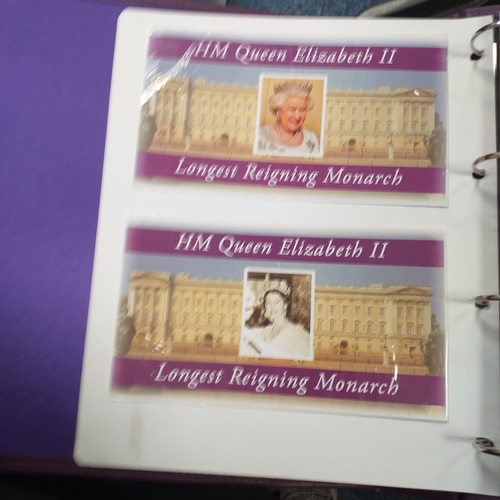 HM Queen Elizabeth II
Longest Reigning Monarch
HM Queen Elizabeth II
Longest Reigning Monarch